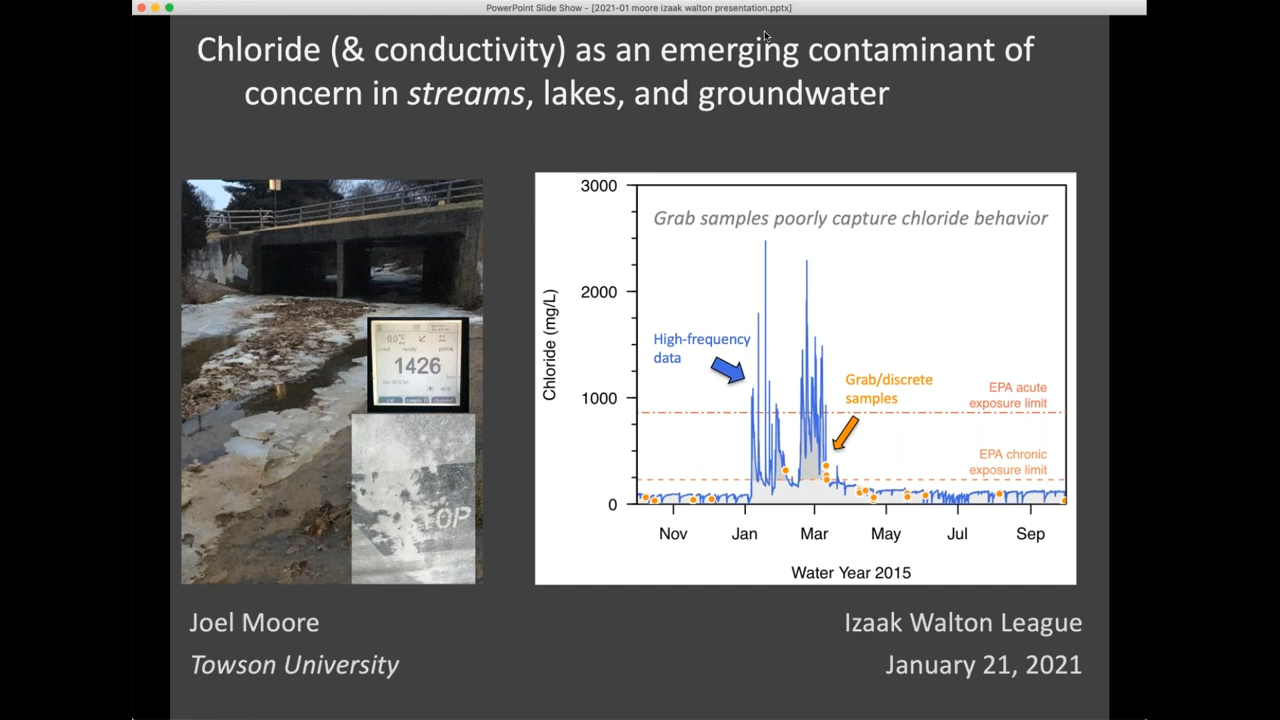 PowerPoint Slide Show - [2021-01 moore izaak walton presentation.pptx]
Chloride (& conductivity) as an emerging contaminant of
concern in streams, lakes, and groundwater
1426
TOP
3000
2000
1000
0
Chloride (mg/L)
Grab samples poorly capture chloride behavior
High-frequency
data
Grab/discrete
samples
EPA acute
exposure limit
EPA chronic
exposure limit
Nov
Jan
Mar
May
Jul
Sep
Water Year 2015
Joel Moore
Towson University
Izaak Walton League
January 21, 2021